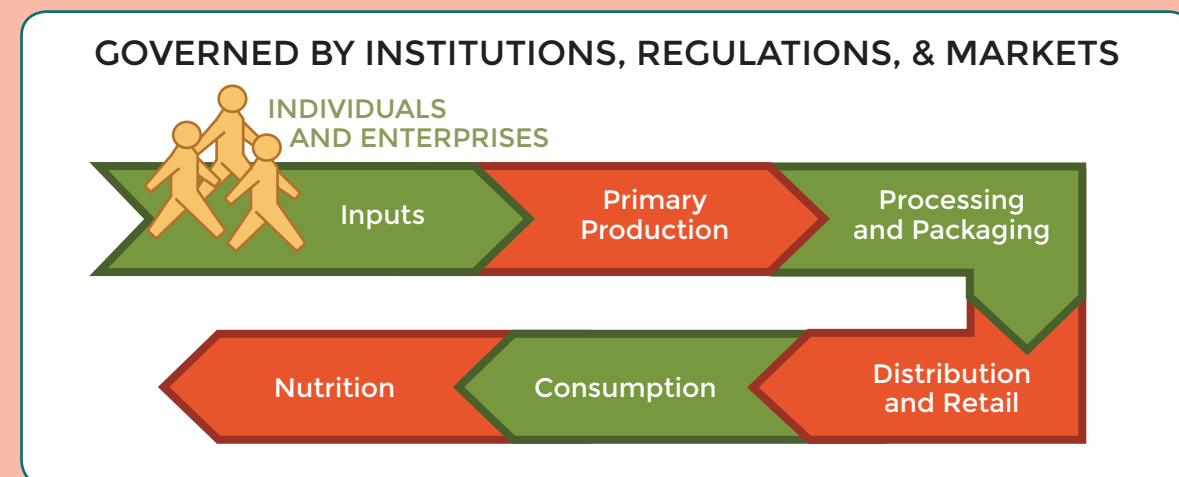 GOVERNED BY INSTITUTIONS, REGULATIONS, & MARKETS
INDIVIDUALS
AND ENTERPRISES
Inputs
Primary
Production
Processing
and Packaging
Distribution
and Retail
Consumption
Nutrition